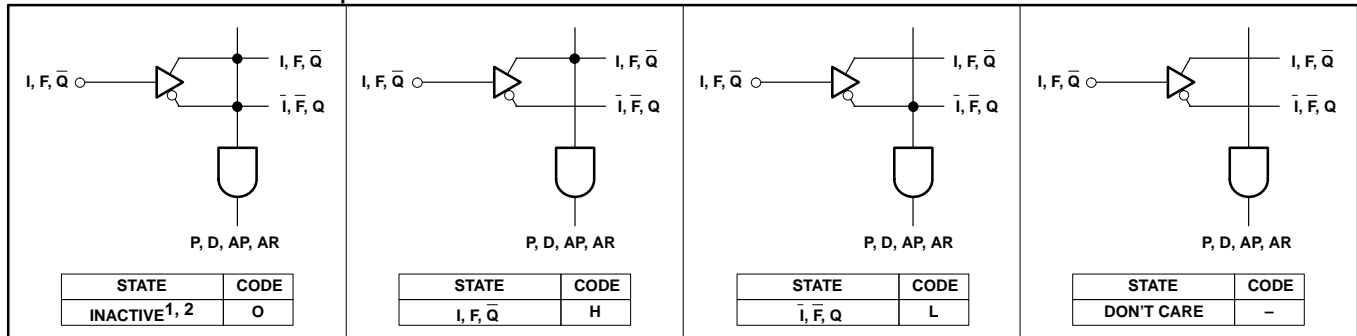 I, F, Q̅
I, F, Q̅
I̅, F̅, Q
P, D, AP, AR
STATE CODE
INACTIVE1, 2 O
I, F, Q̅
I, F, Q̅
I̅, F̅, Q
P, D, AP, AR
STATE CODE
I, F, Q̅ H
I, F, Q̅
I, F, Q̅
I̅, F̅, Q
P, D, AP, AR
STATE CODE
I̅, F̅, Q L
I, F, Q̅
I, F, Q̅
I̅, F̅, Q
P, D, AP, AR
STATE CODE
DON'T CARE –